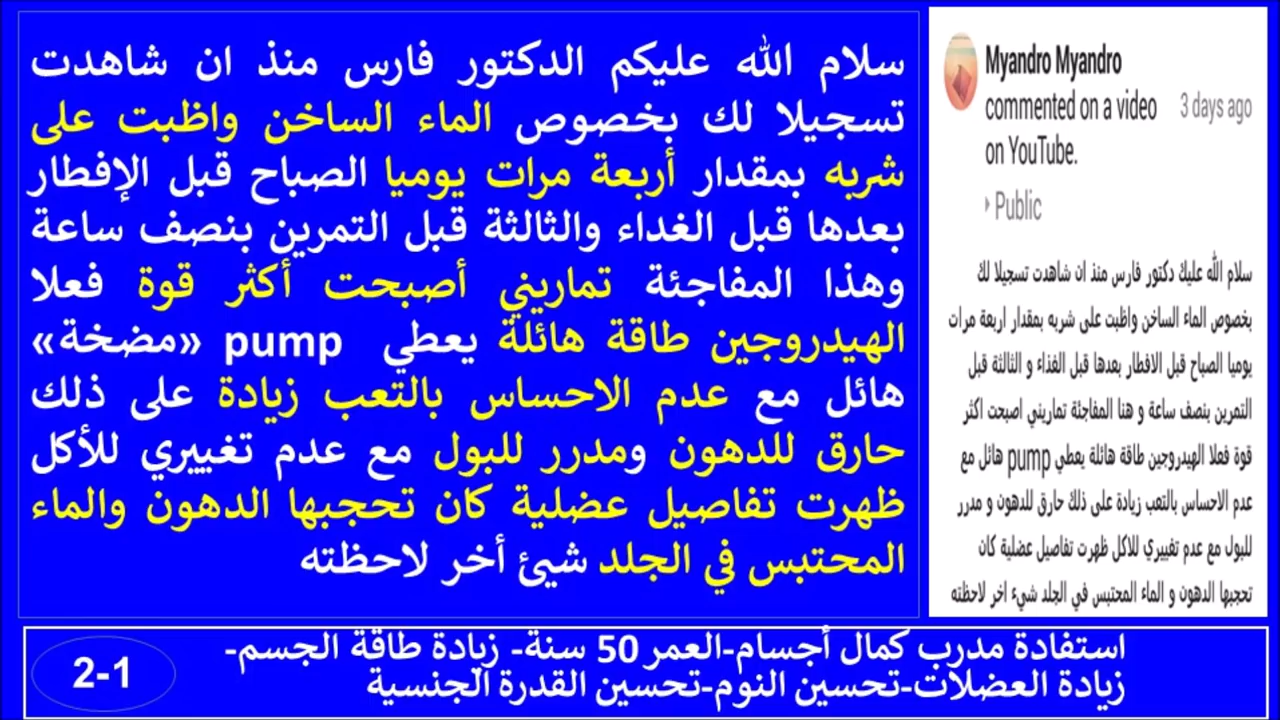 سلام الله عليكم الدكتور فارس منذ ان شاهدت
تسجيلا لك بخصوص الماء الساخن واظبت على
شربه بمقدار أربعة مرات يوميا الصباح قبل الإفطار
بعدها قبل الغداء والثالثة قبل التمرين بنصف ساعة
وهذا المفاجئة تماريني أصبحت أكثر قوة فعلا
الهيدروجين طاقة هائلة يعطي pump «مضخة»
هائل مع عدم الاحساس بالتعب زيادة على ذلك
حارق للدهون ومدرر للبول مع عدم تغييري للأكل
ظهرت تفاصيل عضلية كان تحجبها الدهون والماء
المحتبس في الجلد شيئ أخر لاحظته
Myandro Myandro
commented on a video
3 days ago
on YouTube.
Public
سلام الله عليك دكتور فارس منذ ان شاهدت تسجيلا لك
بخصوص الماء الساخن واظبت على شربه بمقدار اربعة مرات
يوميا الصباح قبل الافطار بعدها قبل الغذاء و الثالثة قبل
التمرين بنصف ساعة و هنا المفاجئة تماريني اصبحت اكثر
قوة فعلا الهيدروجين طاقة هائلة يعطي pump هائل مع
عدم الاحساس بالتعب زيادة على ذلك حارق للدهون و مدرر
للبول مع عدم تغييري للاكل ظهرت تفاصيل عضلية كان
تحجبها الدهون و الماء المحتبس في الجلد شيء اخر لاحظته
استفادة مدرب كمال أجسام-العمر 50 سنة- زيادة طاقة الجسم-
زيادة العضلات-تحسين النوم-تحسين القدرة الجنسية
2-1